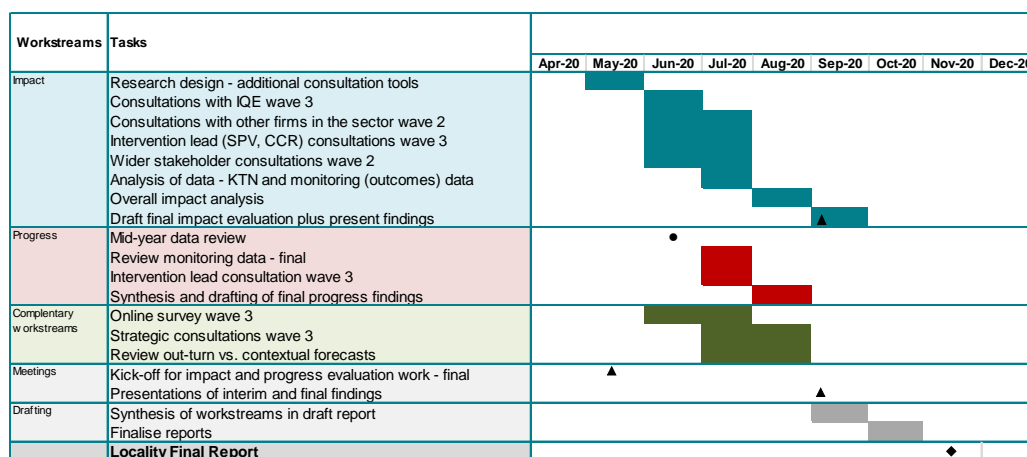 Workstreams Tasks
Apr-20 May-20 Jun-20 Jul-20 Aug-20 Sep-20 Oct-20 Nov-20 Dec-20
Impact Research design - additional consultation tools
Consultations with IQE wave 3
Consultations with other firms in the sector wave 2
Intervention lead (SPV, CCR) consultations wave 3
Wider stakeholder consultations wave 2
Analysis of data - KTN and monitoring (outcomes) data
Overall impact analysis
Draft final impact evaluation plus present findings
Progress Mid-year data review
Review monitoring data - final
Intervention lead consultation wave 3
Synthesis and drafting of final progress findings
Complentary Online survey wave 3
workstreams Strategic consultations wave 3
Review out-turn vs. contextual forecasts
Meetings Kick-off for impact and progress evaluation work - final
Presentations of interim and final findings
Drafting Synthesis of workstreams in draft report
Finalise reports
Locality Final Report